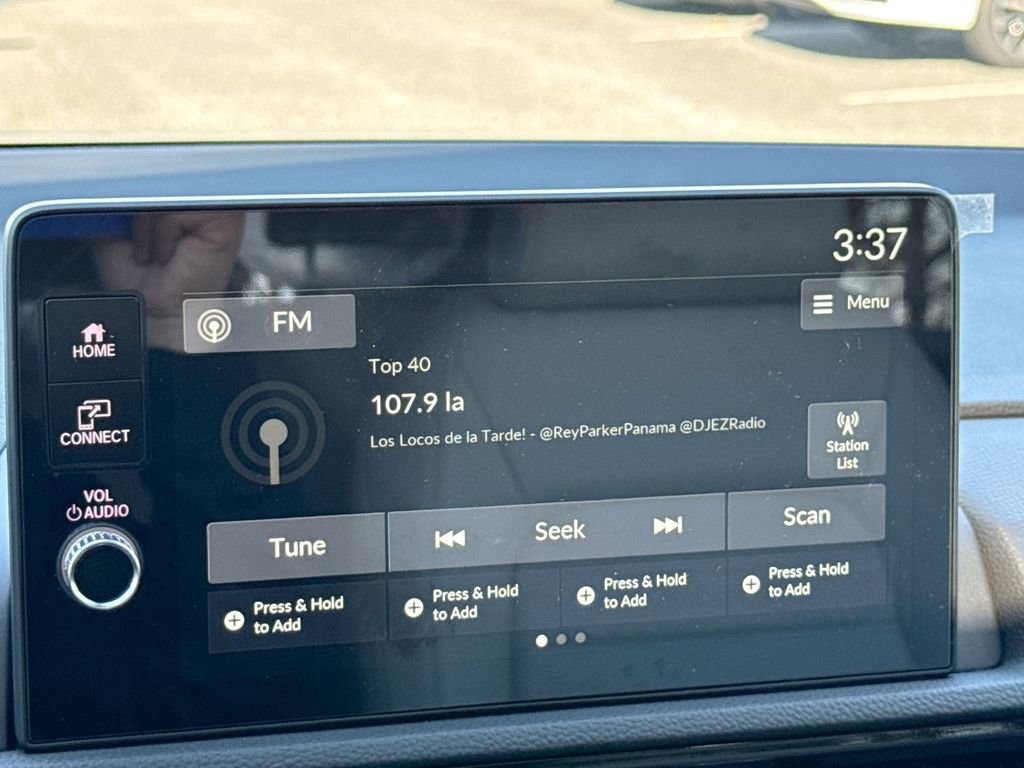 3:37
HOME
FM
Menu
Top 40
107.9 la
Los Locos de la Tarde! - @ReyParkerPanama @DJEZRadio
CONNECT
Station
List
VOL
AUDIO
Tune
Seek
Scan
Press & Hold
to Add
Press & Hold
to Add
Press & Hold
to Add
Press & Hold
to Add